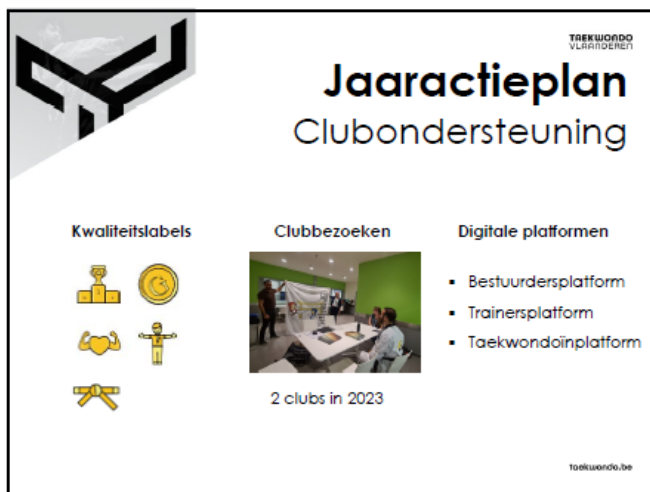 TAEKWONDO
VLAANDEREN
Jaaractieplan
Clubondersteuning
Kwaliteitslabels
Clubbezoeken
2 clubs in 2023
Digitale platformen
▪ Bestuurdersplatform
▪ Trainersplatform
▪ Taekwondoïnplatform
taekwondo.be